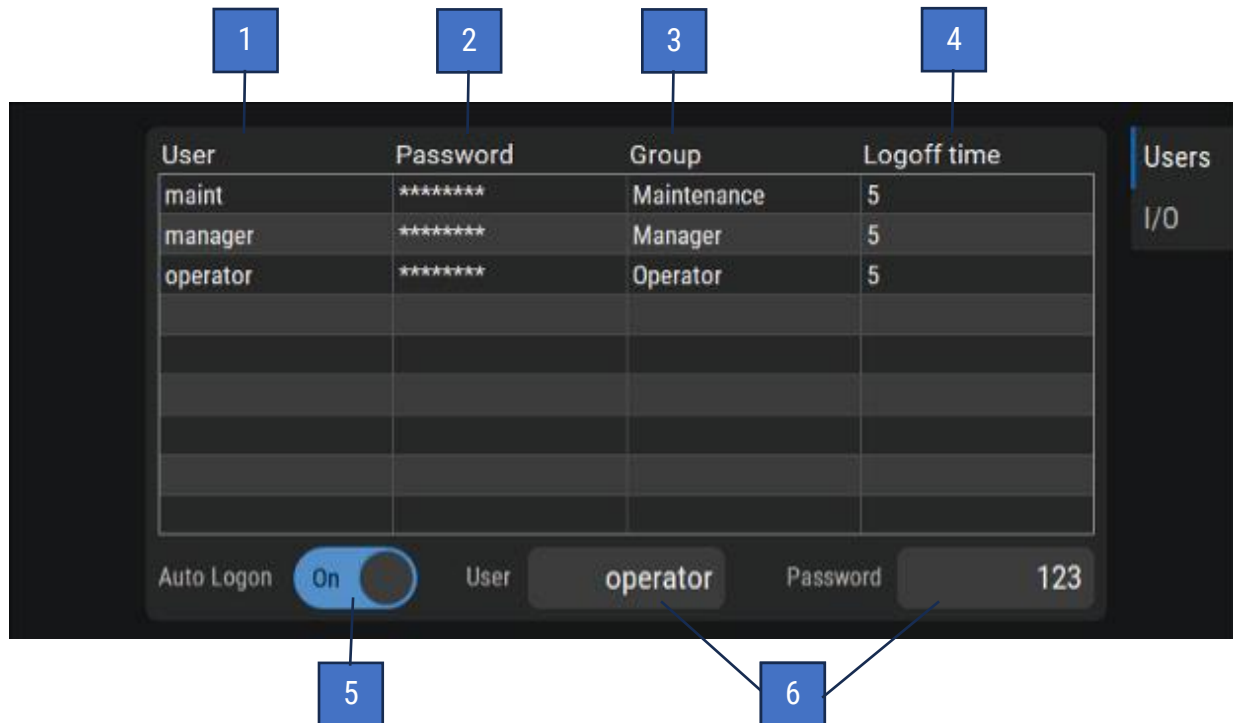 1 2 3 4
User Password Group Logoff time
Users
maint ******** Maintenance 5
I/O
manager ******** Manager 5
operator ******** Operator 5
Auto Logon On User operator Password 123
5 6